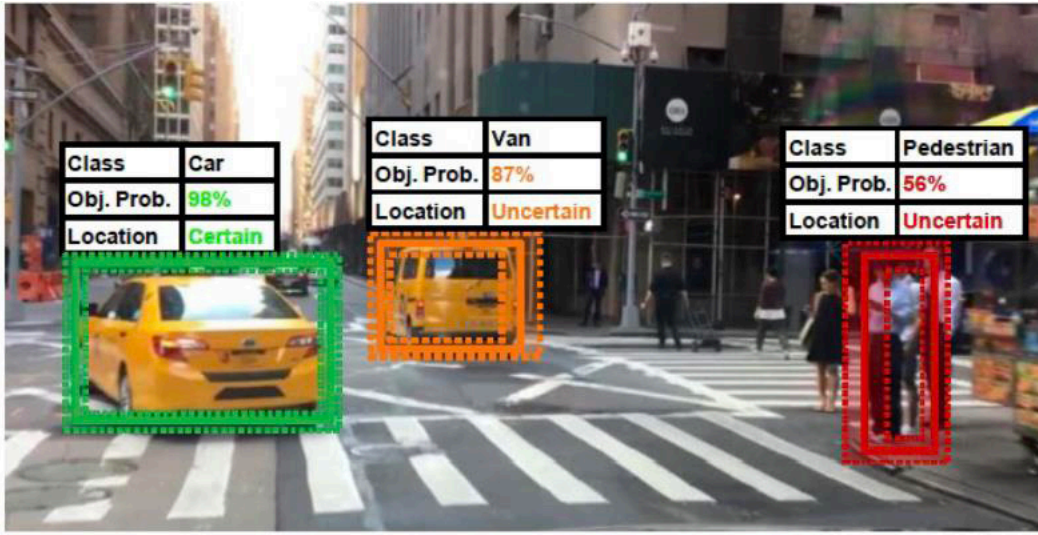 Class Car
Obj. Prob. 98%
Location Certain
Class Van
Obj. Prob. 87%
Location Uncertain
Class Pedestrian
Obj. Prob. 56%
Location Uncertain